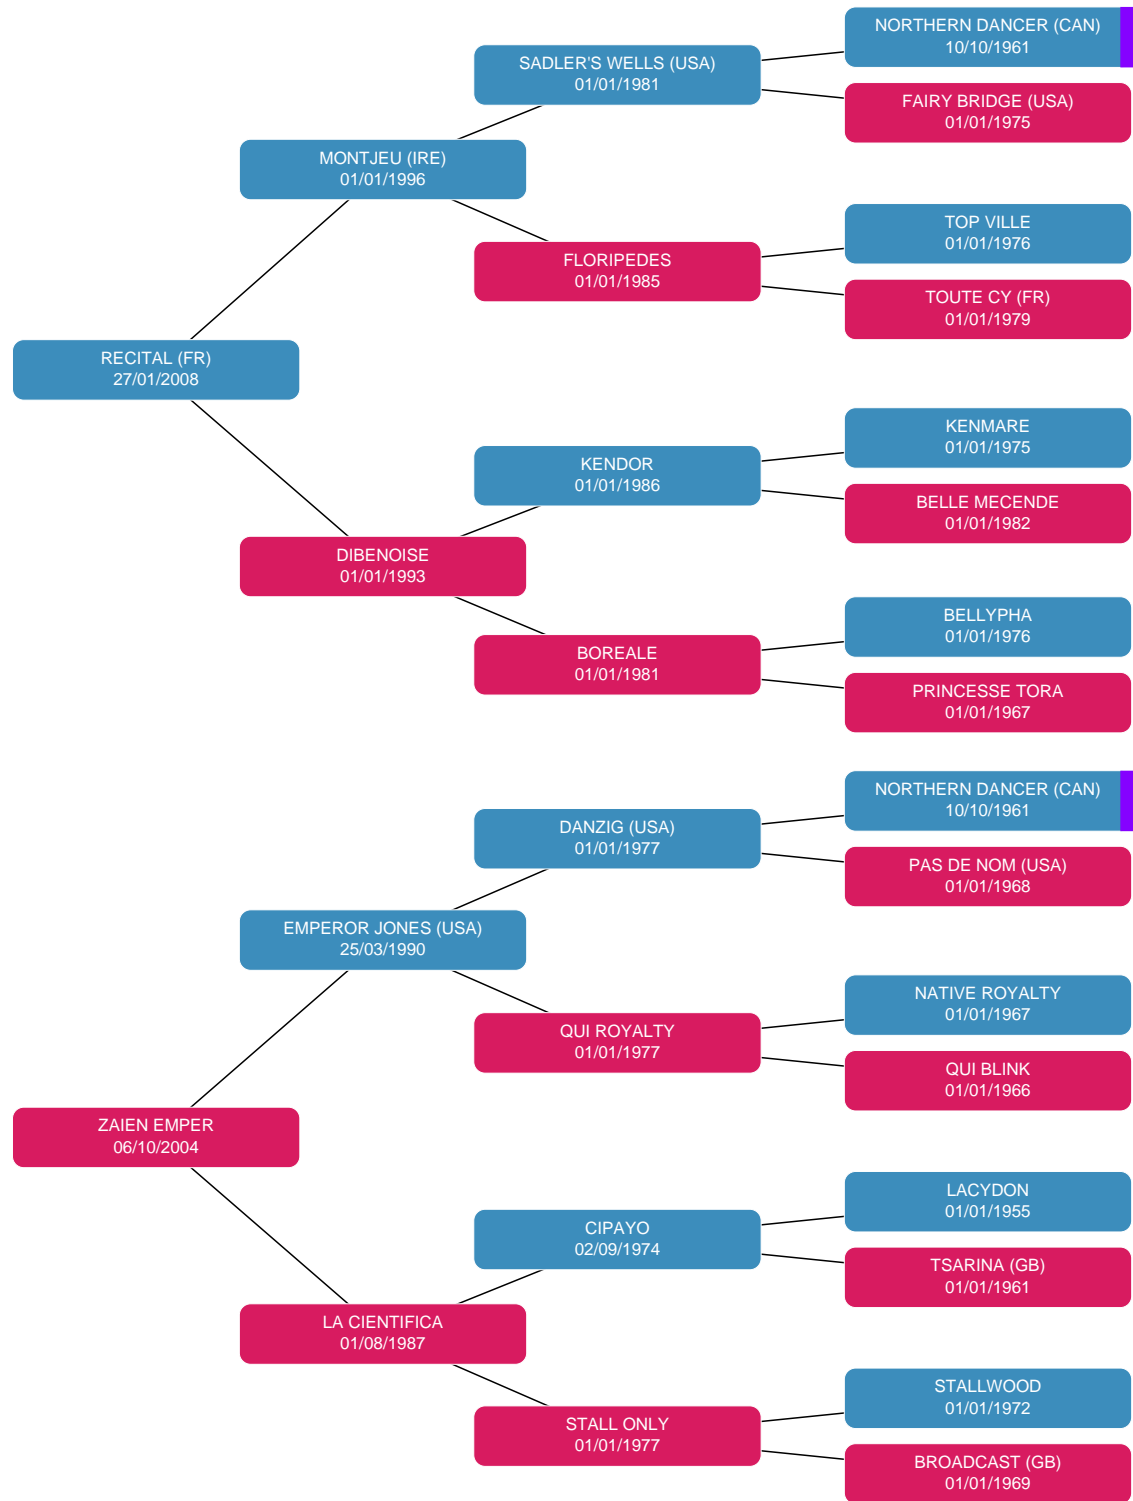 NORTHERN DANCER (CAN)
10/10/1961
SADLER'S WELLS (USA)
01/01/1981
FAIRY BRIDGE (USA)
01/01/1975
MONTJEU (IRE)
01/01/1996
TOP VILLE
01/01/1976
FLORIPEDES
01/01/1985
TOUTE CY (FR)
01/01/1979
RECITAL (FR)
27/01/2008
KENMARE
01/01/1975
KENDOR
01/01/1986
BELLE MECENDE
01/01/1982
DIBENOISE
01/01/1993
BELLYPHA
01/01/1976
BOREALE
01/01/1981
PRINCESSE TORA
01/01/1967
NORTHERN DANCER (CAN)
10/10/1961
DANZIG (USA)
01/01/1977
PAS DE NOM (USA)
01/01/1968
EMPEROR JONES (USA)
25/03/1990
NATIVE ROYALTY
01/01/1967
QUI ROYALTY
01/01/1977
QUI BLINK
01/01/1966
ZAIEN EMPER
06/10/2004
LACYDON
01/01/1955
CIPAYO
02/09/1974
TSARINA (GB)
01/01/1961
LA CIENTIFICA
01/08/1987
STALLWOOD
01/01/1972
STALL ONLY
01/01/1977
BROADCAST (GB)
01/01/1969